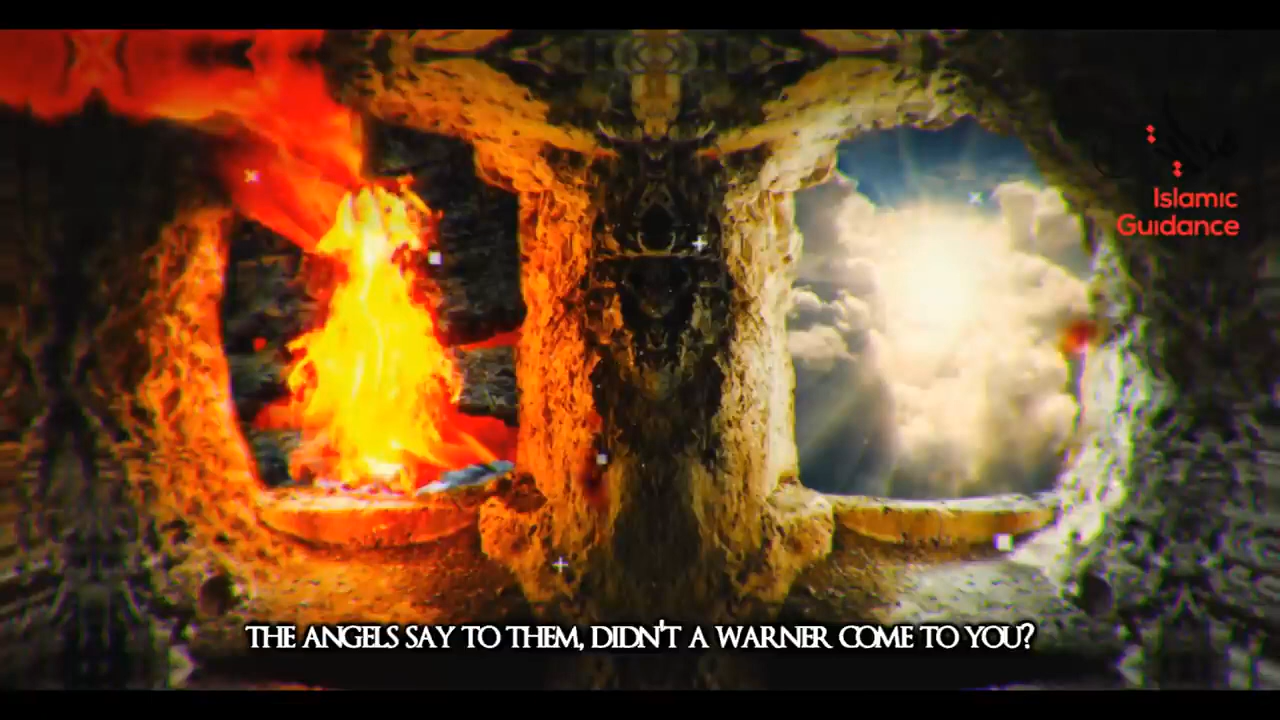 Islamic
Guidance
THE ANGELS SAY TO THEM, DIDN'T A WARNER COME TO YOU?